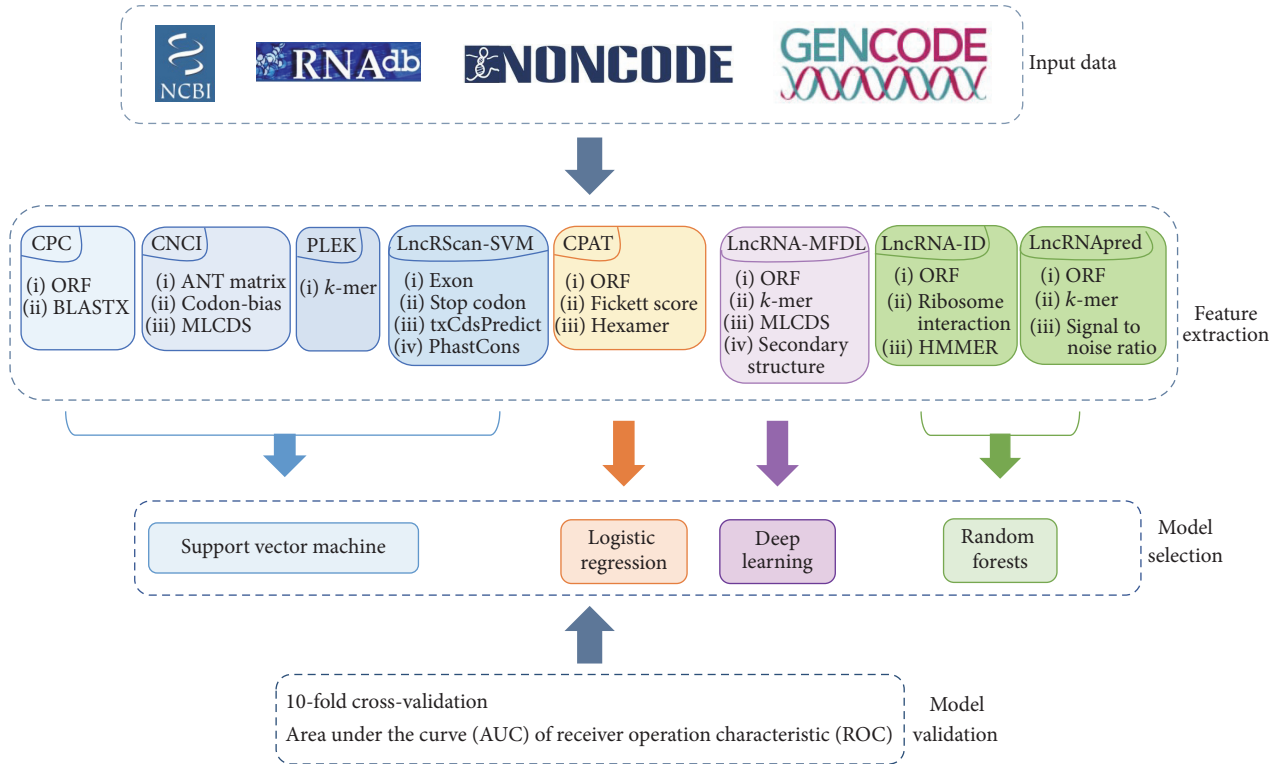 NCBI
RNAdb
NONCODE
GENCODE
Input data
CPC
(i) ORF
(ii) BLASTX
CNCI
(i) ANT matrix
(ii) Codon-bias
(iii) MLCDS
PLEK
(i) k-mer
LncRScan-SVM
(i) Exon
(ii) Stop codon
(iii) txCdsPredict
(iv) PhastCons
CPAT
(i) ORF
(ii) Fickett score
(iii) Hexamer
LncRNA-MFDL
(i) ORF
(ii) k-mer
(iii) MLCDS
(iv) Secondary
structure
LncRNA-ID
(i) ORF
(ii) Ribosome
interaction
(iii) HMMER
LncRNApred
(i) ORF
(ii) k-mer
(iii) Signal to
noise ratio
Feature
extraction
Support vector machine
Logistic
regression
Deep
learning
Random
forests
Model
selection
10-fold cross-validation
Area under the curve (AUC) of receiver operation characteristic (ROC)
Model
validation